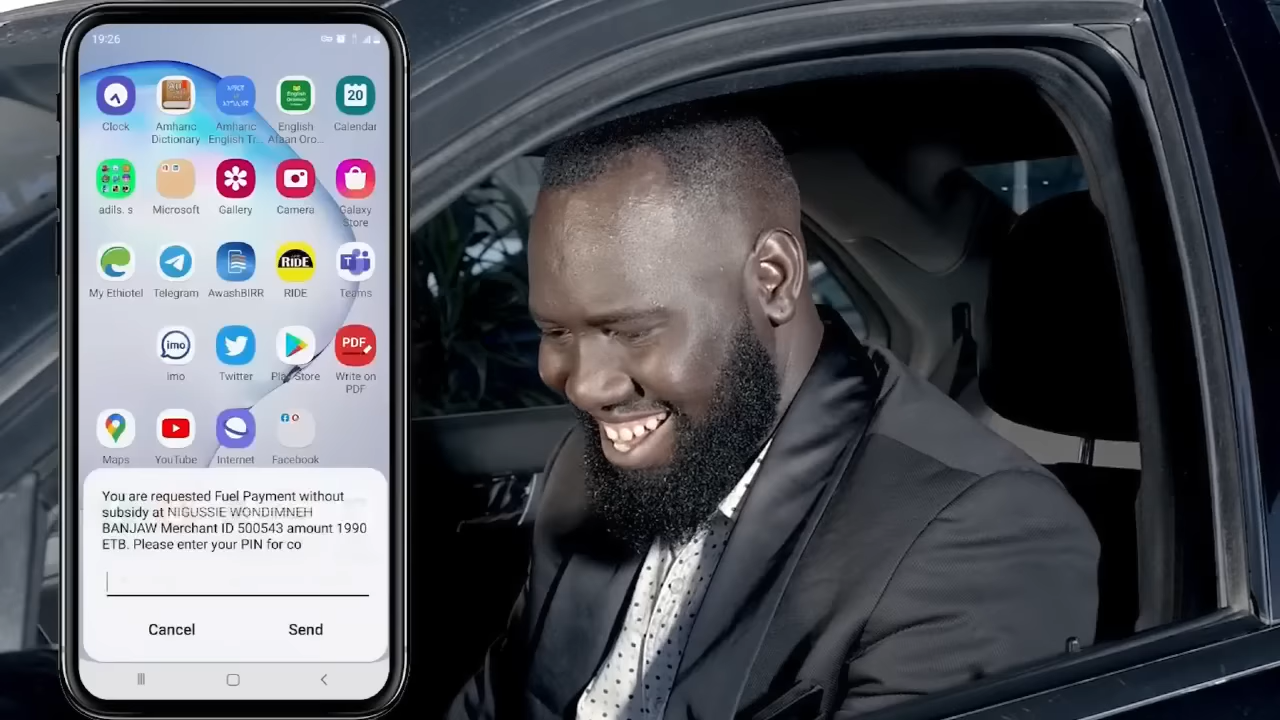 19:26
Clock
Amharic
Dictionary
Amharic
English Tr...
English
Afaan Oro...
Calendar
English
20
adils. s
Microsoft
Gallery
Camera
Galaxy
Store
My Ethiotel
Telegram
AwashBIRR
RIDE
Teams
RIDE
T
imo
PDF
imo
Twitter
Play Store
Write on
PDF
Maps
YouTube
Internet
Facebook
You are requested Fuel Payment without
subsidy at NIGUSSIE WONDIMNEH
BANJAW Merchant ID 500543 amount 1990
ETB. Please enter your PIN for co
Cancel
Send